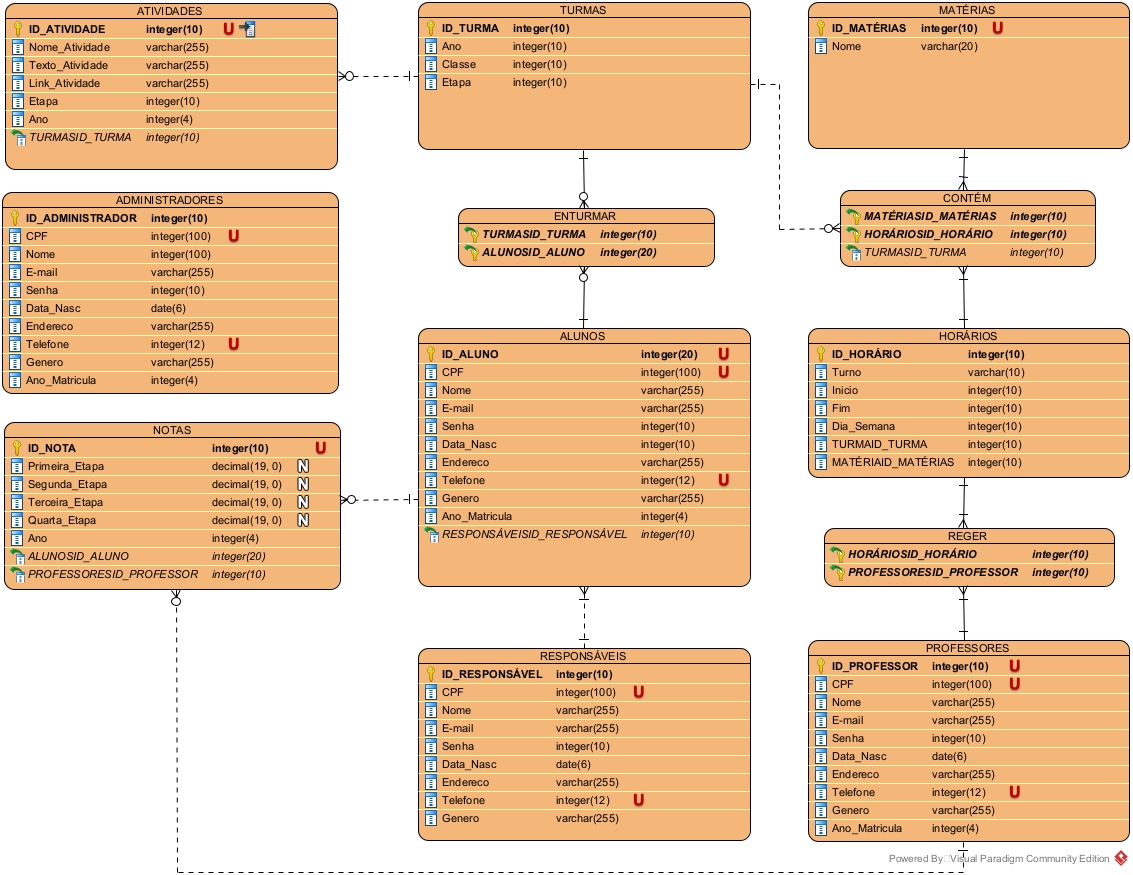 ATIVIDADES
ID_ATIVIDADE integer(10) U
Nome_Atividade varchar(255)
Texto_Atividade varchar(255)
Link_Atividade varchar(255)
Etapa integer(10)
Ano integer(4)
TURMASID_TURMA integer(10)
TURMAS
ID_TURMA integer(10)
Ano integer(10)
Classe integer(10)
Etapa integer(10)
MATÉRIAS
ID_MATÉRIAS integer(10) U
Nome varchar(20)
ADMINISTRADORES
ID_ADMINISTRADOR integer(10)
CPF integer(100) U
Nome integer(100)
E-mail varchar(255)
Senha integer(10)
Data_Nasc date(6)
Endereco varchar(255)
Telefone integer(12) U
Genero varchar(255)
Ano_Matricula integer(4)
ENTURMAR
TURMASID_TURMA integer(10)
ALUNOSID_ALUNO integer(20)
CONTÉM
MATÉRIASID_MATÉRIAS integer(10)
HORÁRIOSID_HORÁRIO integer(10)
TURMASID_TURMA integer(10)
ALUNOS
ID_ALUNO integer(20) U
CPF integer(100) U
Nome varchar(255)
E-mail varchar(255)
Senha integer(10)
Data_Nasc integer(10)
Endereco varchar(255)
Telefone integer(12) U
Genero varchar(255)
Ano_Matricula integer(4)
RESPONSÁVEISID_RESPONSÁVEL integer(10)
HORÁRIOS
ID_HORÁRIO integer(10)
Turno varchar(10)
Inicio integer(10)
Fim integer(10)
Dia_Semana integer(10)
TURMAID_TURMA integer(10)
MATÉRIAID_MATÉRIAS integer(10)
NOTAS
ID_NOTA integer(10) U
Primeira_Etapa decimal(19, 0) N
Segunda_Etapa decimal(19, 0) N
Terceira_Etapa decimal(19, 0) N
Quarta_Etapa decimal(19, 0) N
Ano integer(4)
ALUNOSID_ALUNO integer(20)
PROFESSORESID_PROFESSOR integer(10)
REGER
HORÁRIOSID_HORÁRIO integer(10)
PROFESSORESID_PROFESSOR integer(10)
RESPONSÁVEIS
ID_RESPONSÁVEL integer(10)
CPF integer(100) U
Nome varchar(255)
E-mail varchar(255)
Senha integer(10)
Data_Nasc date(6)
Endereco varchar(255)
Telefone integer(12) U
Genero varchar(255)
PROFESSORES
ID_PROFESSOR integer(10) U
CPF integer(100) U
Nome varchar(255)
E-mail varchar(255)
Senha integer(10)
Data_Nasc date(6)
Endereco varchar(255)
Telefone integer(12) U
Genero varchar(255)
Ano_Matricula integer(4)
Powered By Visual Paradigm Community Edition